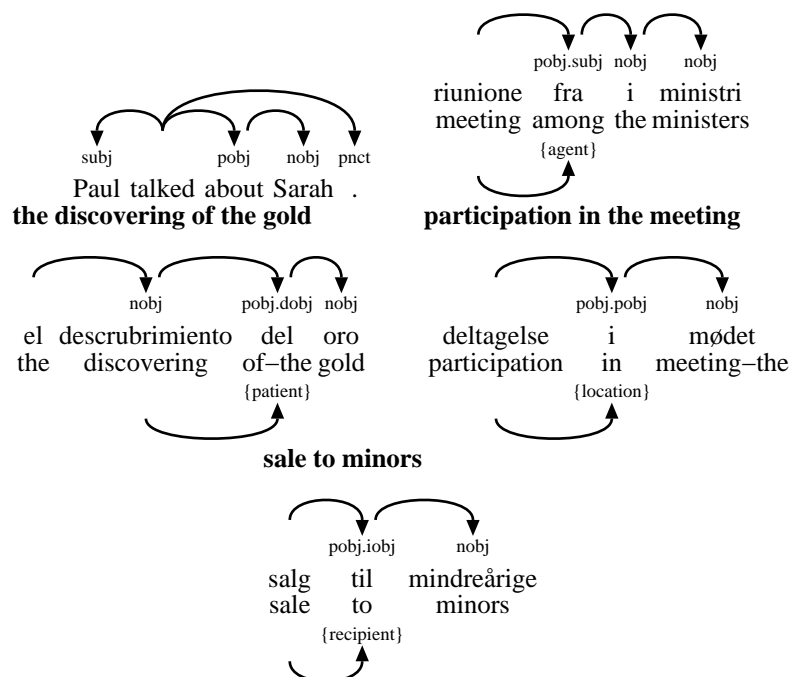 subj pobj nobj pnct
Paul talked about Sarah .
pobj.subj nobj nobj
riunione fra i ministri
meeting among the ministers
{agent}
the discovering of the gold
nobj pobj.dobj nobj
el descrubrimiento del oro
the discovering of–the gold
{patient}
participation in the meeting
pobj.pobj nobj
deltagelse i mødet
participation in meeting–the
{location}
sale to minors
pobj.iobj nobj
salg til mindreårige
sale to minors
{recipient}